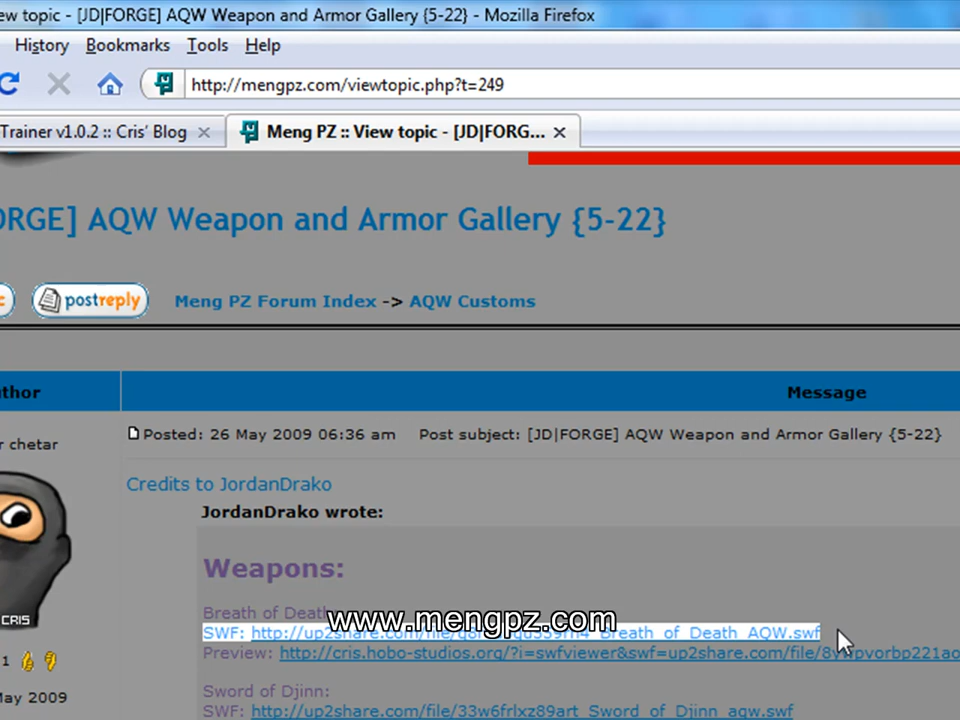 ew topic - [JD|FORGE] AQW Weapon and Armor Gallery {5-22} - Mozilla Firefox
History Bookmarks Tools Help
http://mengpz.com/viewtopic.php?t=249
Trainer v1.0.2 :: Cris' Blog
Meng PZ :: View topic - [JD|FORG...
ORGE] AQW Weapon and Armor Gallery {5-22}
postreply
Meng PZ Forum Index -> AQW Customs
thor
Message
r chetar
Posted: 26 May 2009 06:36 am
Post subject: [JD|FORGE] AQW Weapon and Armor Gallery {5-22}
Credits to JordanDrako
JordanDrako wrote:
CRIS
Weapons:
Breath of Death
www.mengpz.com
SWF: http://up2share.com/file/ Breath_of_Death_AQW.swf
1
Preview: http://cris.hobo-studios.org/?i=swfviewer&swf=up2share.com/file/
ay 2009
Sword of Djinn:
SWF: http://up2share.com/file/33w6frlxz89art_Sword_of_Djinn_aqw.swf